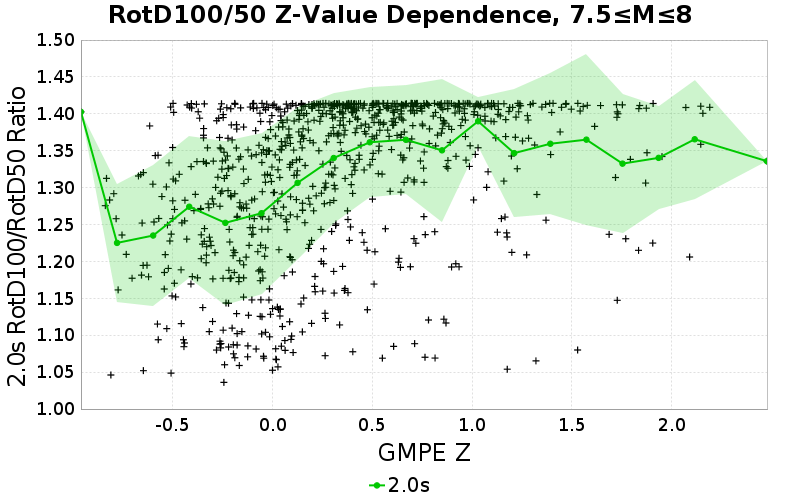 RotD100/50 Z-Value Dependence, 7.5≤M≤8
2.0s RotD100/RotD50 Ratio
1.50
1.45
1.40
1.35
1.30
1.25
1.20
1.15
1.10
1.05
1.00
-0.5 0.0 0.5 1.0 1.5 2.0
GMPE Z
2.0s